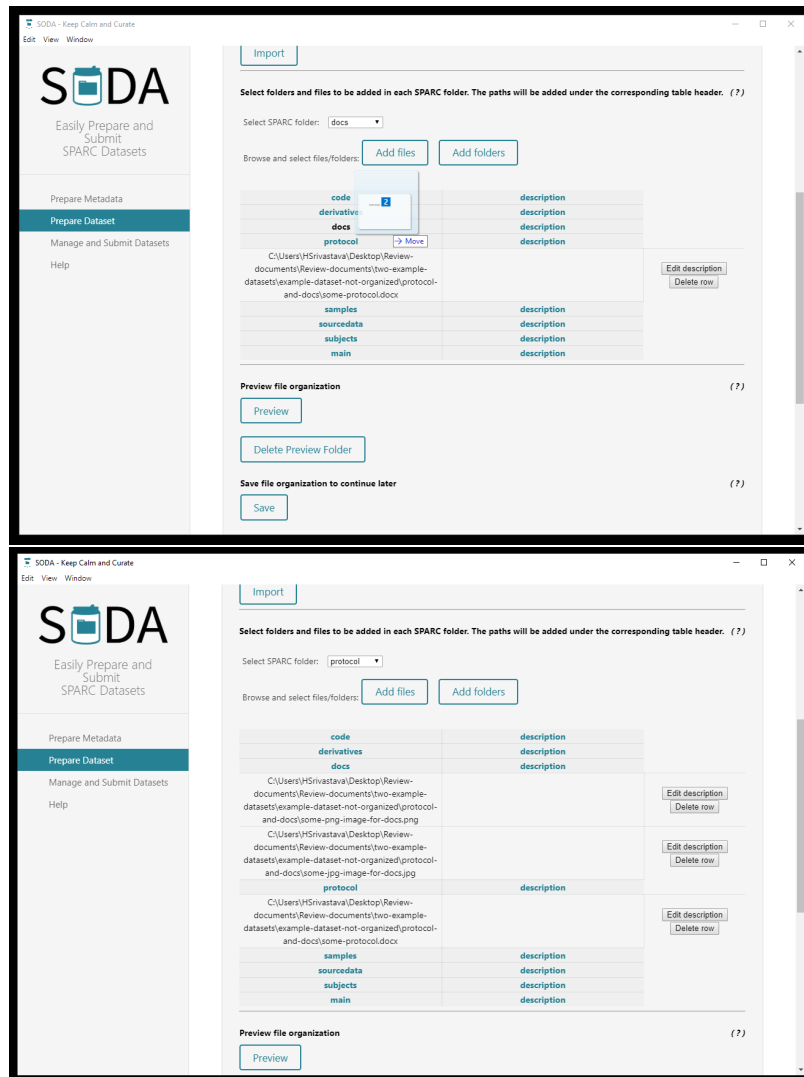 SODA - Keep Calm and Curate
Edit View Window
SODA
Easily Prepare and
Submit
SPARC Datasets
Prepare Metadata
Prepare Dataset
Manage and Submit Datasets
Help
Import
Select folders and files to be added in each SPARC folder. The paths will be added under the corresponding table header. (?)
Select SPARC folder: docs
Browse and select files/folders: Add files Add folders
code description
derivatives description
2
docs description
protocol → Move description
C:\Users\HSrivastava\Desktop\Review-
documents\Review-documents\two-example-
datasets\example-dataset-not-organized\protocol-
and-docs\some-protocol.docx
Edit description
Delete row
samples description
sourcedata description
subjects description
main description
Preview file organization (?)
Preview
Delete Preview Folder
Save file organization to continue later (?)
Save
SODA - Keep Calm and Curate
Edit View Window
SODA
Easily Prepare and
Submit
SPARC Datasets
Prepare Metadata
Prepare Dataset
Manage and Submit Datasets
Help
Import
Select folders and files to be added in each SPARC folder. The paths will be added under the corresponding table header. (?)
Select SPARC folder: protocol
Browse and select files/folders: Add files Add folders
code description
derivatives description
docs description
C:\Users\HSrivastava\Desktop\Review-
documents\Review-documents\two-example-
datasets\example-dataset-not-organized\protocol-
and-docs\some-png-image-for-docs.png
Edit description
Delete row
C:\Users\HSrivastava\Desktop\Review-
documents\Review-documents\two-example-
datasets\example-dataset-not-organized\protocol-
and-docs\some-jpg-image-for-docs.jpg
Edit description
Delete row
protocol description
C:\Users\HSrivastava\Desktop\Review-
documents\Review-documents\two-example-
datasets\example-dataset-not-organized\protocol-
and-docs\some-protocol.docx
Edit description
Delete row
samples description
sourcedata description
subjects description
main description
Preview file organization (?)
Preview